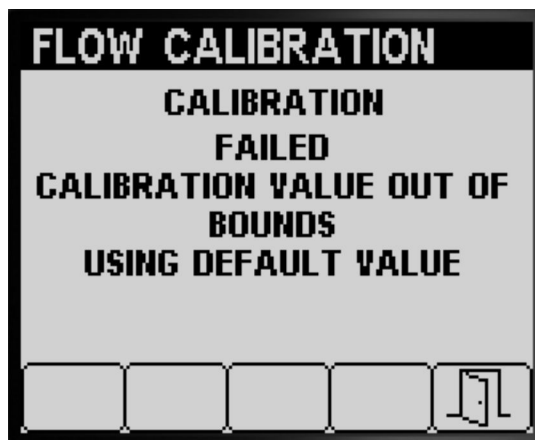 FLOW CALIBRATION
CALIBRATION
FAILED
CALIBRATION VALUE OUT OF
BOUNDS
USING DEFAULT VALUE